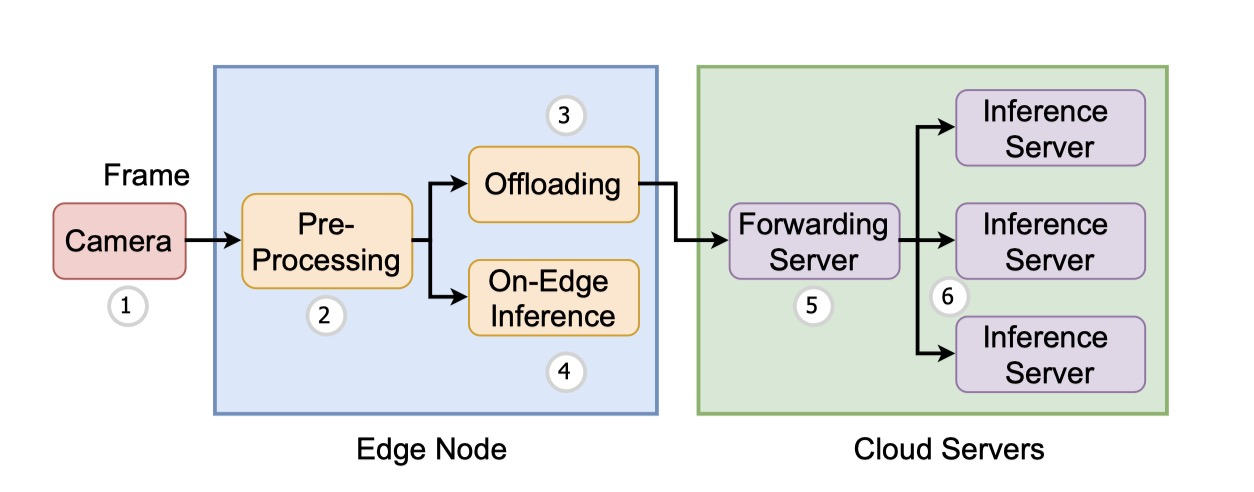 Frame
Camera
1
Pre-
Processing
2
3
Offloading
On-Edge
Inference
4
Edge Node
Forwarding
Server
5
6
Inference
Server
Inference
Server
Inference
Server
Cloud Servers